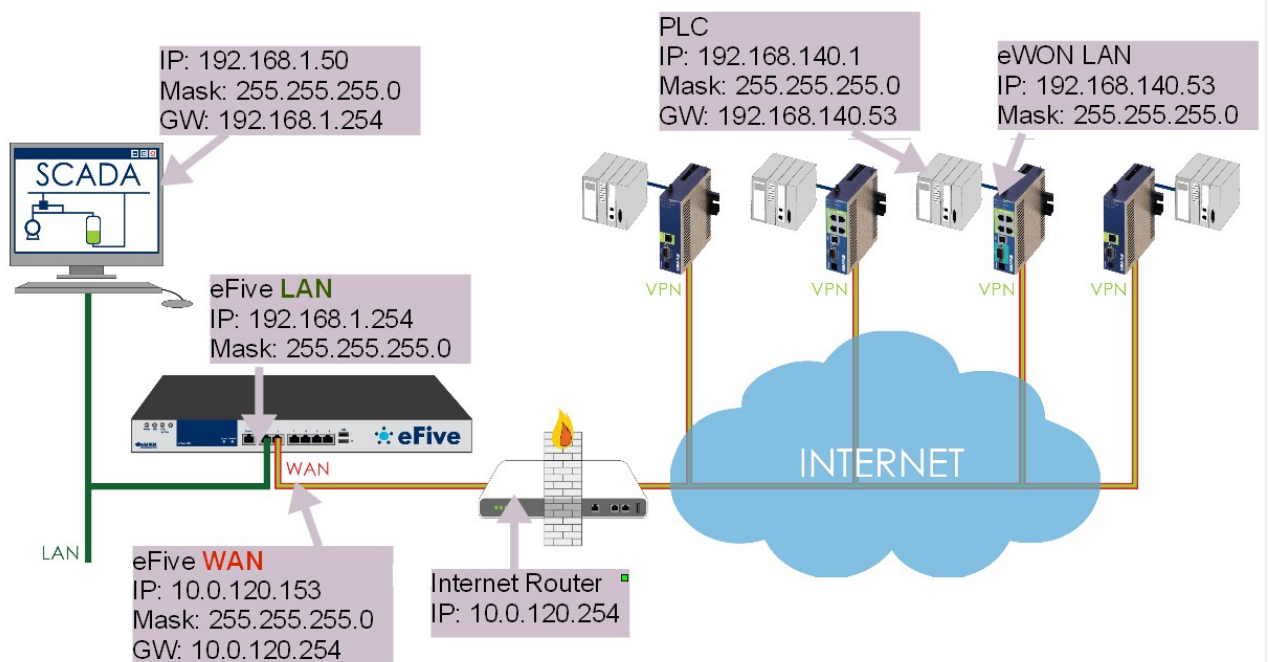 IP: 192.168.1.50
Mask: 255.255.255.0
GW: 192.168.1.254
PLC
IP: 192.168.140.1
Mask: 255.255.255.0
GW: 192.168.140.53
eWON LAN
IP: 192.168.140.53
Mask: 255.255.255.0
SCADA
VPN
VPN
VPN
VPN
eFive LAN
IP: 192.168.1.254
Mask: 255.255.255.0
eFive
WAN
INTERNET
LAN
eFive WAN
IP: 10.0.120.153
Mask: 255.255.255.0
GW: 10.0.120.254
Internet Router
IP: 10.0.120.254